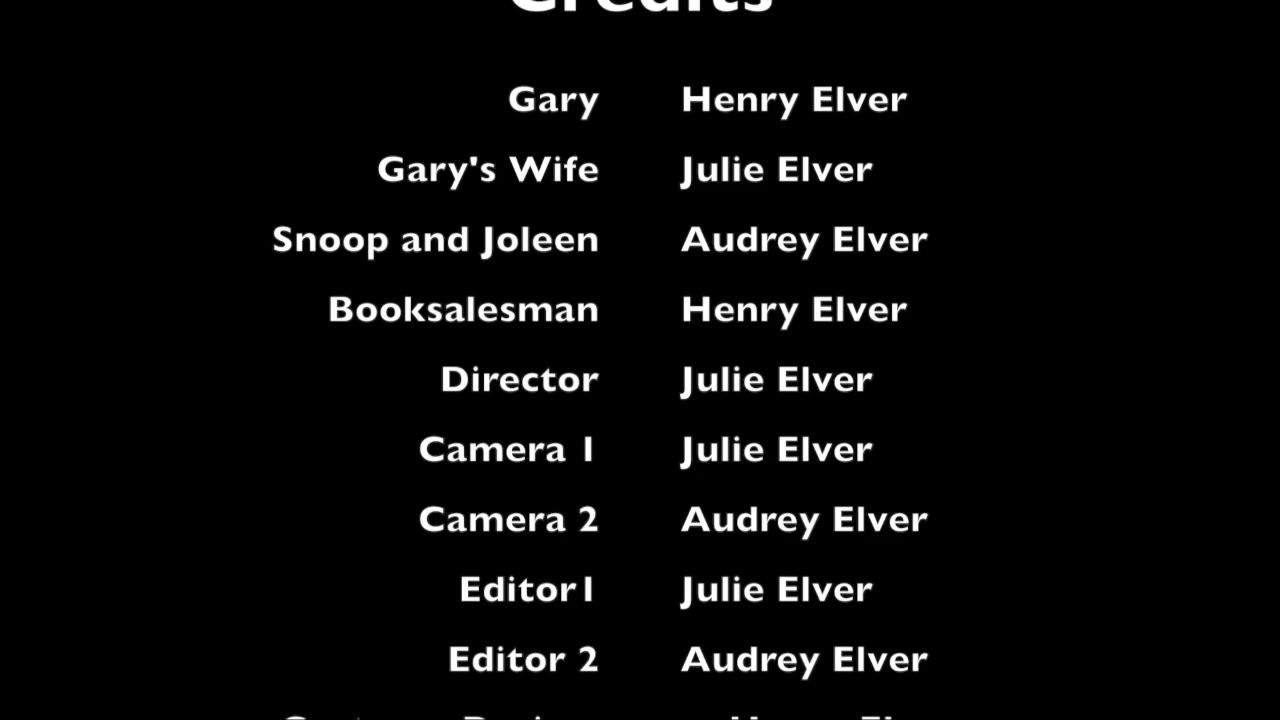 Credits
Gary Henry Elver
Gary's Wife Julie Elver
Snoop and Joleen Audrey Elver
Booksalesman Henry Elver
Director Julie Elver
Camera 1 Julie Elver
Camera 2 Audrey Elver
Editor1 Julie Elver
Editor 2 Audrey Elver